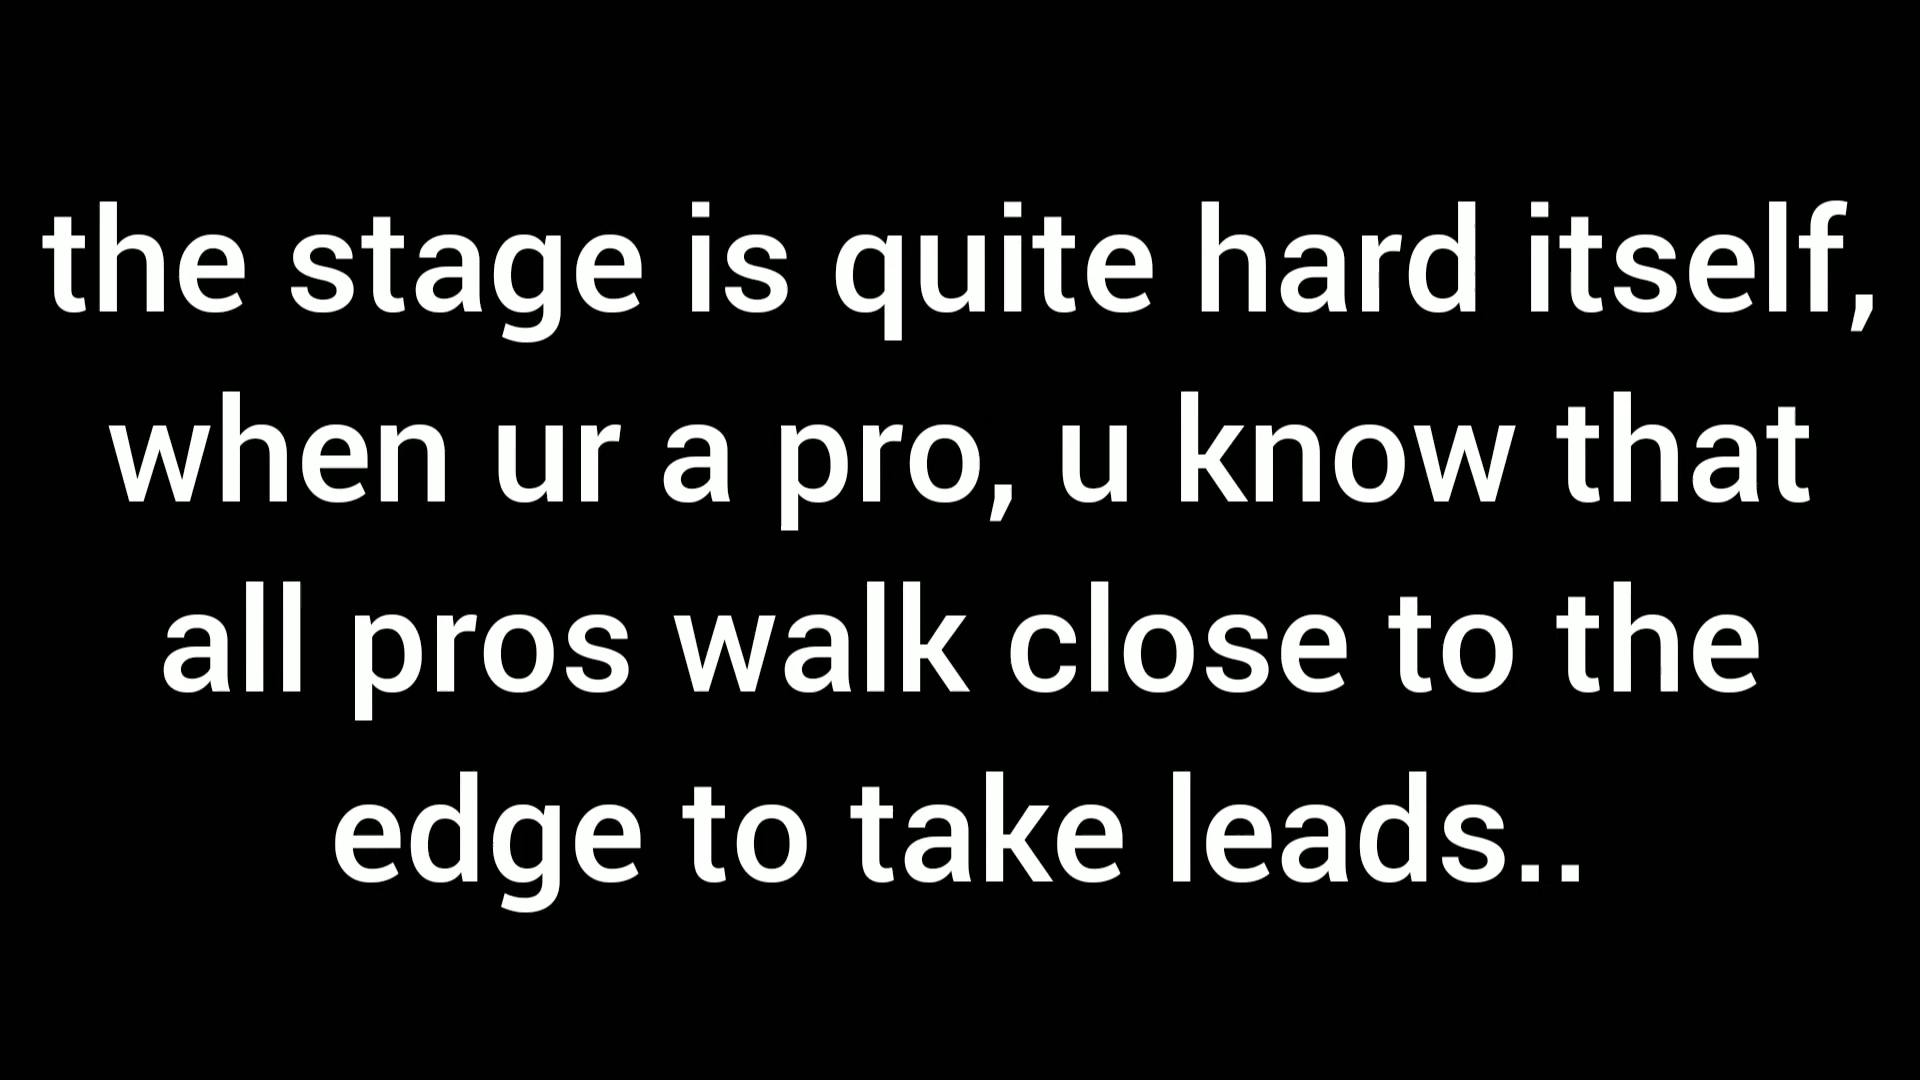 the stage is quite hard itself,
when ur a pro, u know that
all pros walk close to the
edge to take leads..